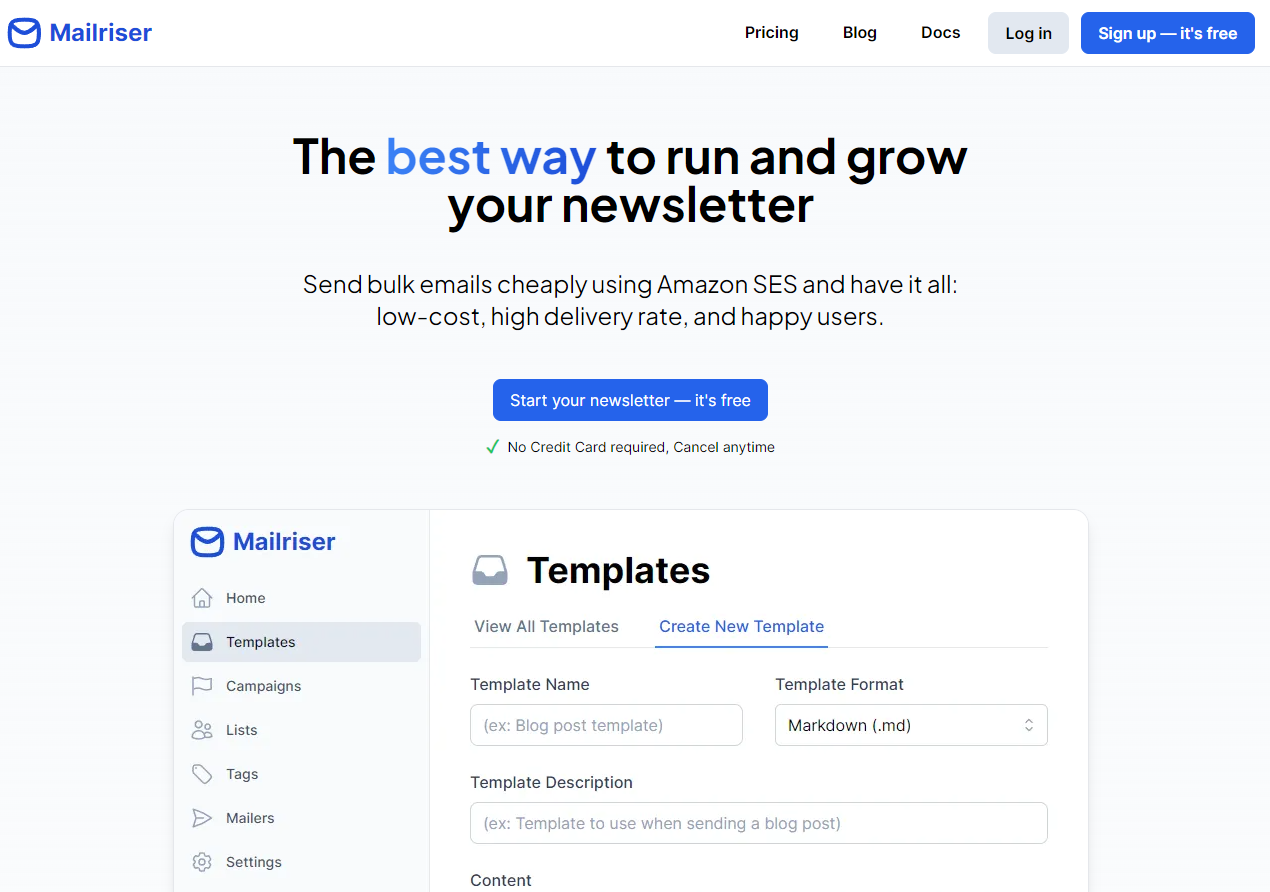 Mailriser
Pricing
Blog
Docs
Log in
Sign up — it's free
The best way to run and grow
your newsletter
Send bulk emails cheaply using Amazon SES and have it all:
low-cost, high delivery rate, and happy users.
Start your newsletter — it's free
No Credit Card required, Cancel anytime
Mailriser
Home
Templates
Campaigns
Lists
Tags
Mailers
Settings
Templates
View All Templates
Create New Template
Template Name
Template Format
(ex: Blog post template)
Markdown (.md)
Template Description
(ex: Template to use when sending a blog post)
Content